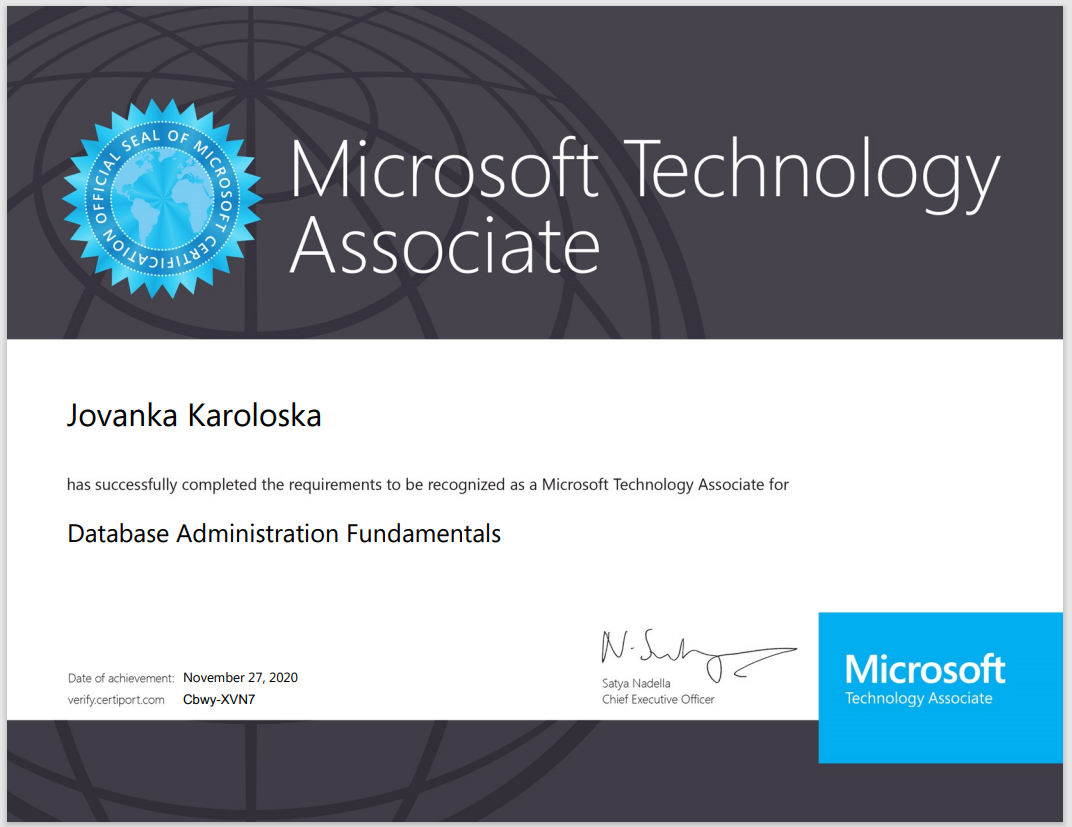 OFFICIAL SEAL OF MICROSOFT CERTIFICATION
Microsoft Technology
Associate
Jovanka Karoloska
has successfully completed the requirements to be recognized as a Microsoft Technology Associate for
Database Administration Fundamentals
Date of achievement: November 27, 2020
verify.certiport.com Cbwy-XVN7
N. Satya
Satya Nadella
Chief Executive Officer
Microsoft
Technology Associate